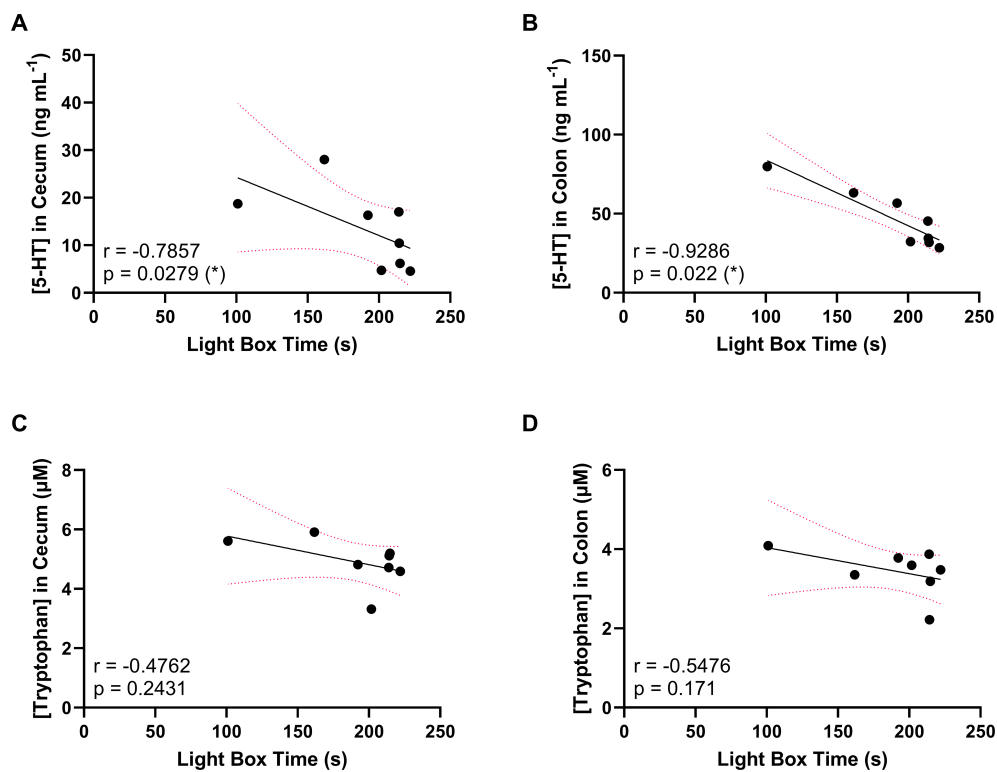 A
[5-HT] in Cecum (ng mL⁻¹)
50
40
30
20
10
0
r = -0.7857
p = 0.0279 (*)
0 50 100 150 200 250
Light Box Time (s)
B
[5-HT] in Colon (ng mL⁻¹)
150
100
50
0
r = -0.9286
p = 0.022 (*)
0 50 100 150 200 250
Light Box Time (s)
C
[Tryptophan] in Cecum (µM)
8
6
4
2
0
r = -0.4762
p = 0.2431
0 50 100 150 200 250
Light Box Time (s)
D
[Tryptophan] in Colon (µM)
6
4
2
0
r = -0.5476
p = 0.171
0 50 100 150 200 250
Light Box Time (s)